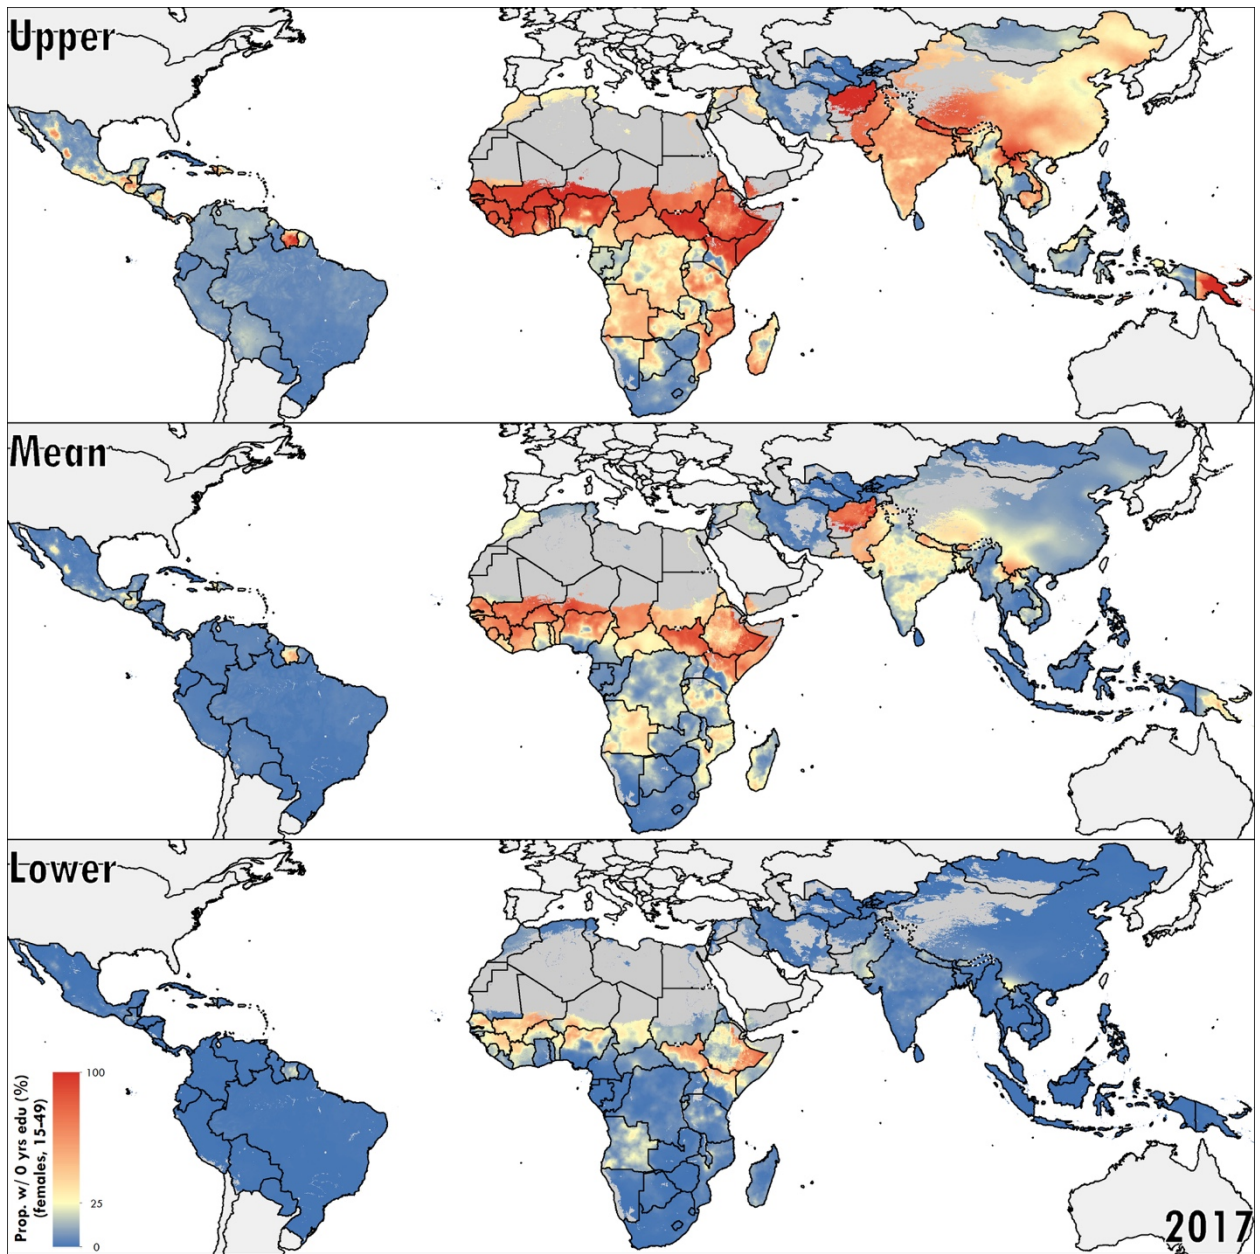 Upper
Mean
Lower
Prop. w/ 0 yrs edu (%)
(females, 15-49)
100
25
0
2017